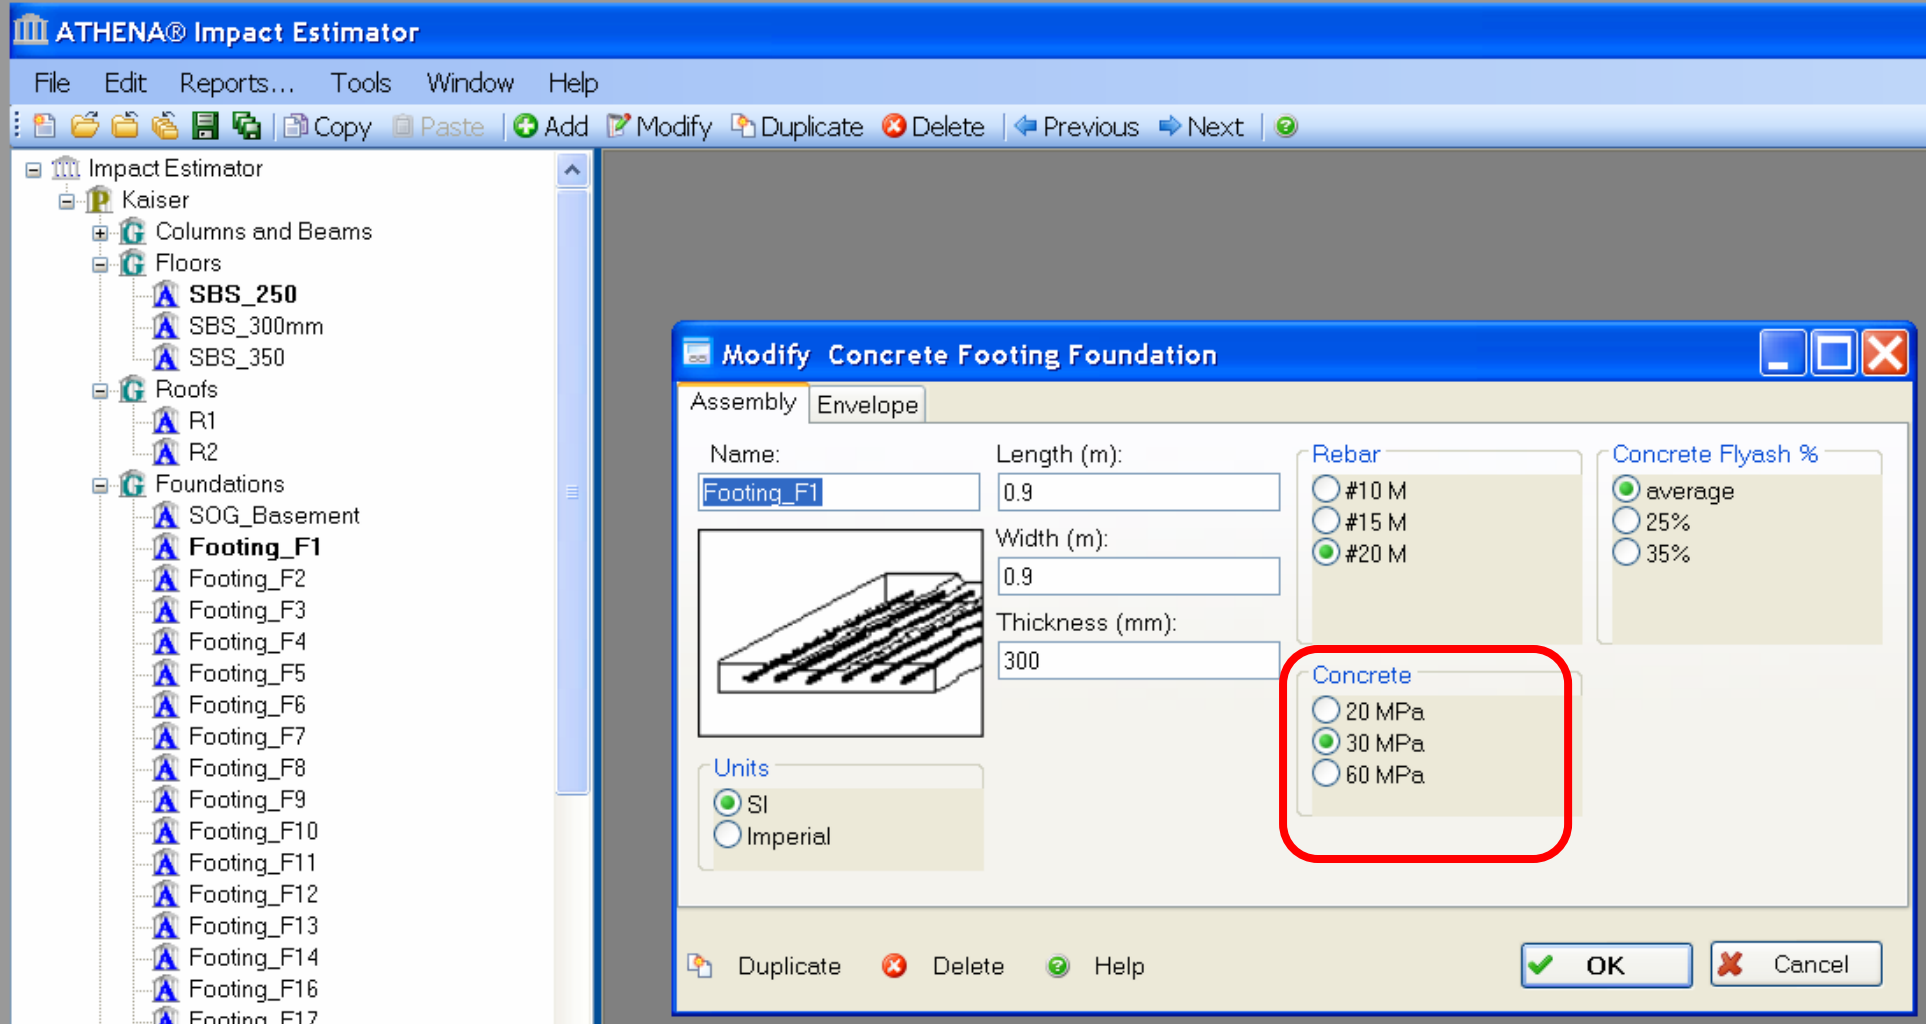 ATHENA® Impact Estimator
File Edit Reports... Tools Window Help
Copy Paste Add Modify Duplicate Delete Previous Next
Impact Estimator
Kaiser
Columns and Beams
Floors
SBS_250
SBS_300mm
SBS_350
Roofs
R1
R2
Foundations
SOG_Basement
Footing_F1
Footing_F2
Footing_F3
Footing_F4
Footing_F5
Footing_F6
Footing_F7
Footing_F8
Footing_F9
Footing_F10
Footing_F11
Footing_F12
Footing_F13
Footing_F14
Footing_F16
Footing_F17
Modify Concrete Footing Foundation
Assembly Envelope
Name:
Footing_F1
Units
SI
Imperial
Length (m):
0.9
Width (m):
0.9
Thickness (mm):
300
Rebar
#10 M
#15 M
#20 M
Concrete
20 MPa
30 MPa
60 MPa
Concrete Flyash %
average
25%
35%
Duplicate Delete Help OK Cancel